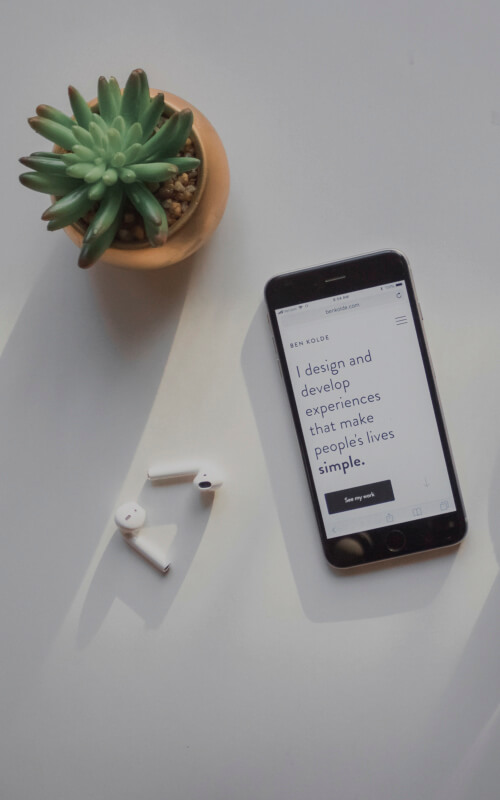 benkolde.com
BEN KOLDE
I design and
develop
experiences
that make
people's lives
simple.
See my work